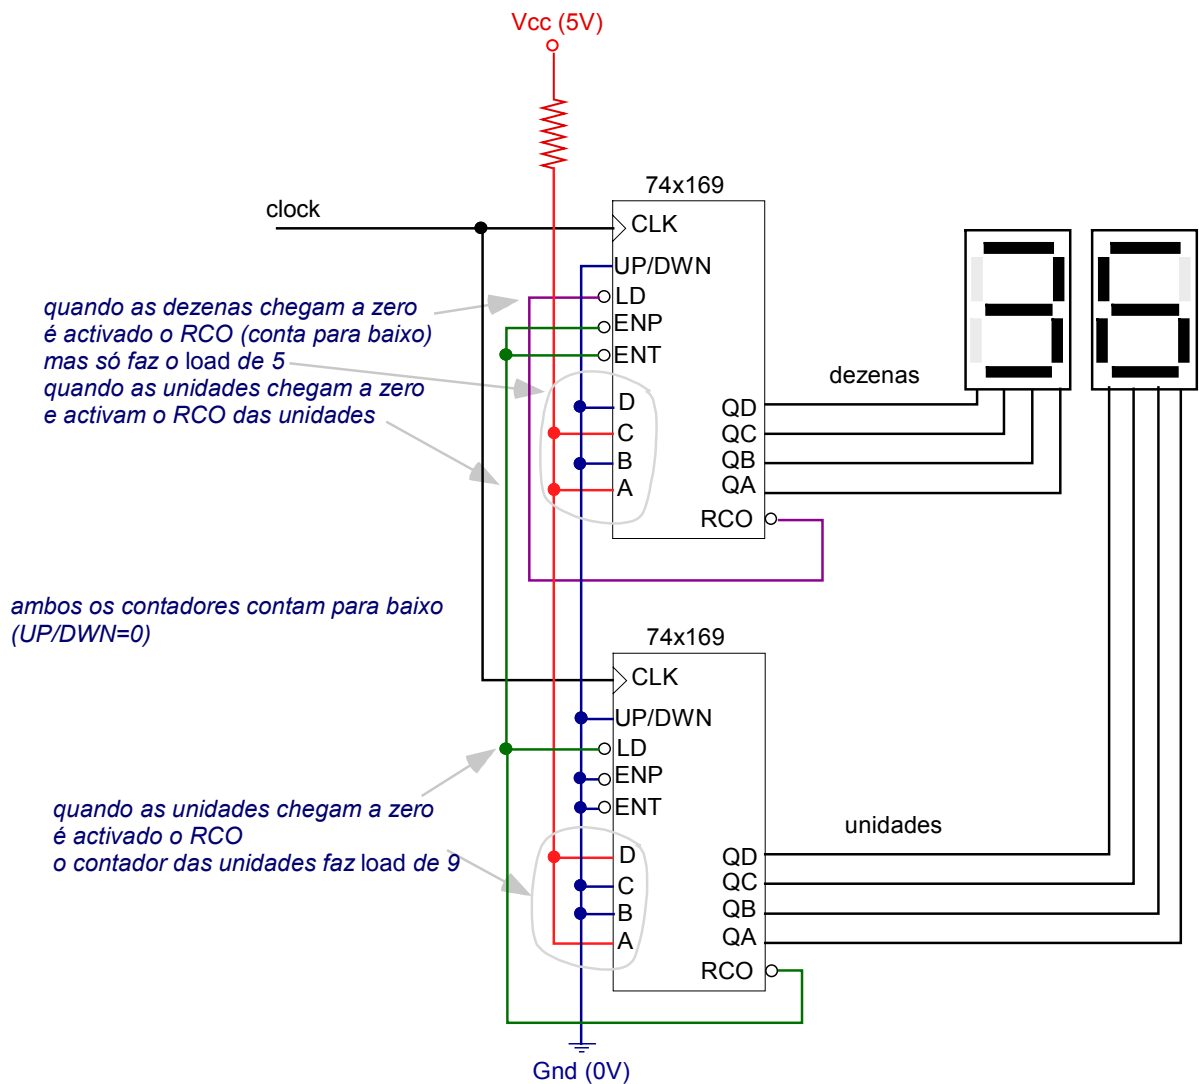 Vcc (5V)
74x169
clock
CLK
UP/DWN
LD
ENP
ENT
D
C
B
A
QD
QC
QB
QA
RCO
dezenas
36
quando as dezenas chegam a zero
é activado o RCO (conta para baixo)
mas só faz o load de 5
quando as unidades chegam a zero
e activam o RCO das unidades
ambos os contadores contam para baixo
(UP/DWN=0)
74x169
CLK
UP/DWN
LD
ENP
ENT
D
C
B
A
QD
QC
QB
QA
RCO
unidades
quando as unidades chegam a zero
é activado o RCO
o contador das unidades faz load de 9
Gnd (0V)